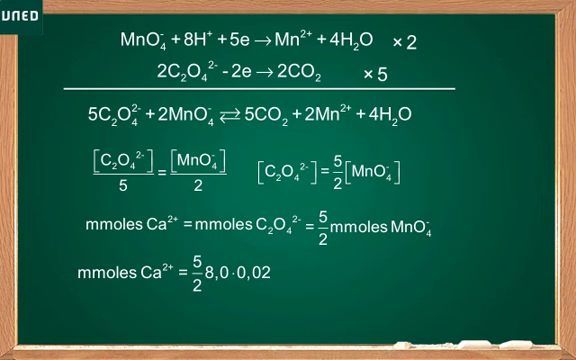 UNED
MnO₄⁻ + 8H⁺ + 5e → Mn²⁺ + 4H₂O × 2
2C₂O₄²⁻ - 2e → 2CO₂ × 5
5C₂O₄²⁻ + 2MnO₄⁻ ⇄ 5CO₂ + 2Mn²⁺ + 4H₂O
[C₂O₄²⁻]/5 = [MnO₄⁻]/2 [C₂O₄²⁻] = 5/2 [MnO₄⁻]
mmoles Ca²⁺ = mmoles C₂O₄²⁻ = 5/2 mmoles MnO₄⁻
mmoles Ca²⁺ = 5/2 8,0·0,02